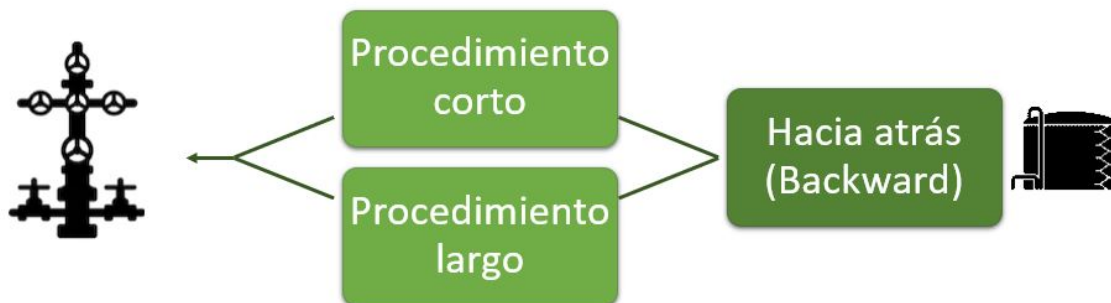 Procedimiento
corto
Hacia atrás
(Backward)
Procedimiento
largo